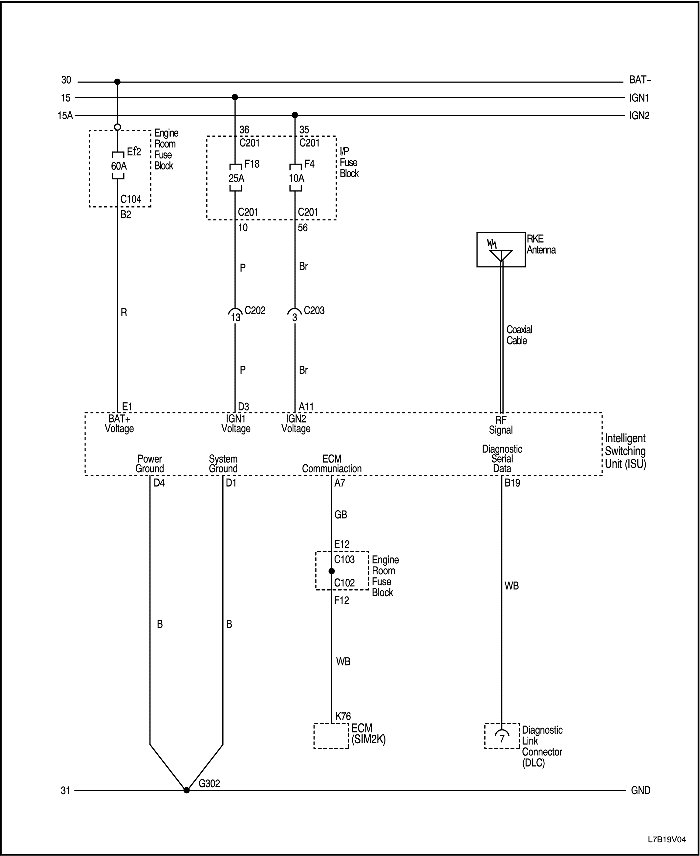 30 BAT–
15 IGN1
15A IGN2
36 35
C201 C201
Engine
Room
Fuse
Block
Ef2
60A
C104
B2
F18
25A
F4
10A
I/P
Fuse
Block
C201 C201
10 56
RKE
Antenna
P Br
R
C202
13
C203
3
Coaxial
Cable
P Br
E1 D3 A11
BAT+
Voltage
IGN1
Voltage
IGN2
Voltage
RF
Signal
Intelligent
Switching
Unit (ISU)
Power
Ground
System
Ground
ECM
Communiaction
Diagnostic
Serial
Data
D4 D1 A7 B19
GB
E12
C103
C102
F12
Engine
Room
Fuse
Block
WB
B B
WB
K76
ECM
(SIM2K)
7
Diagnostic
Link
Connector
(DLC)
G302
31 GND
L7B19V04